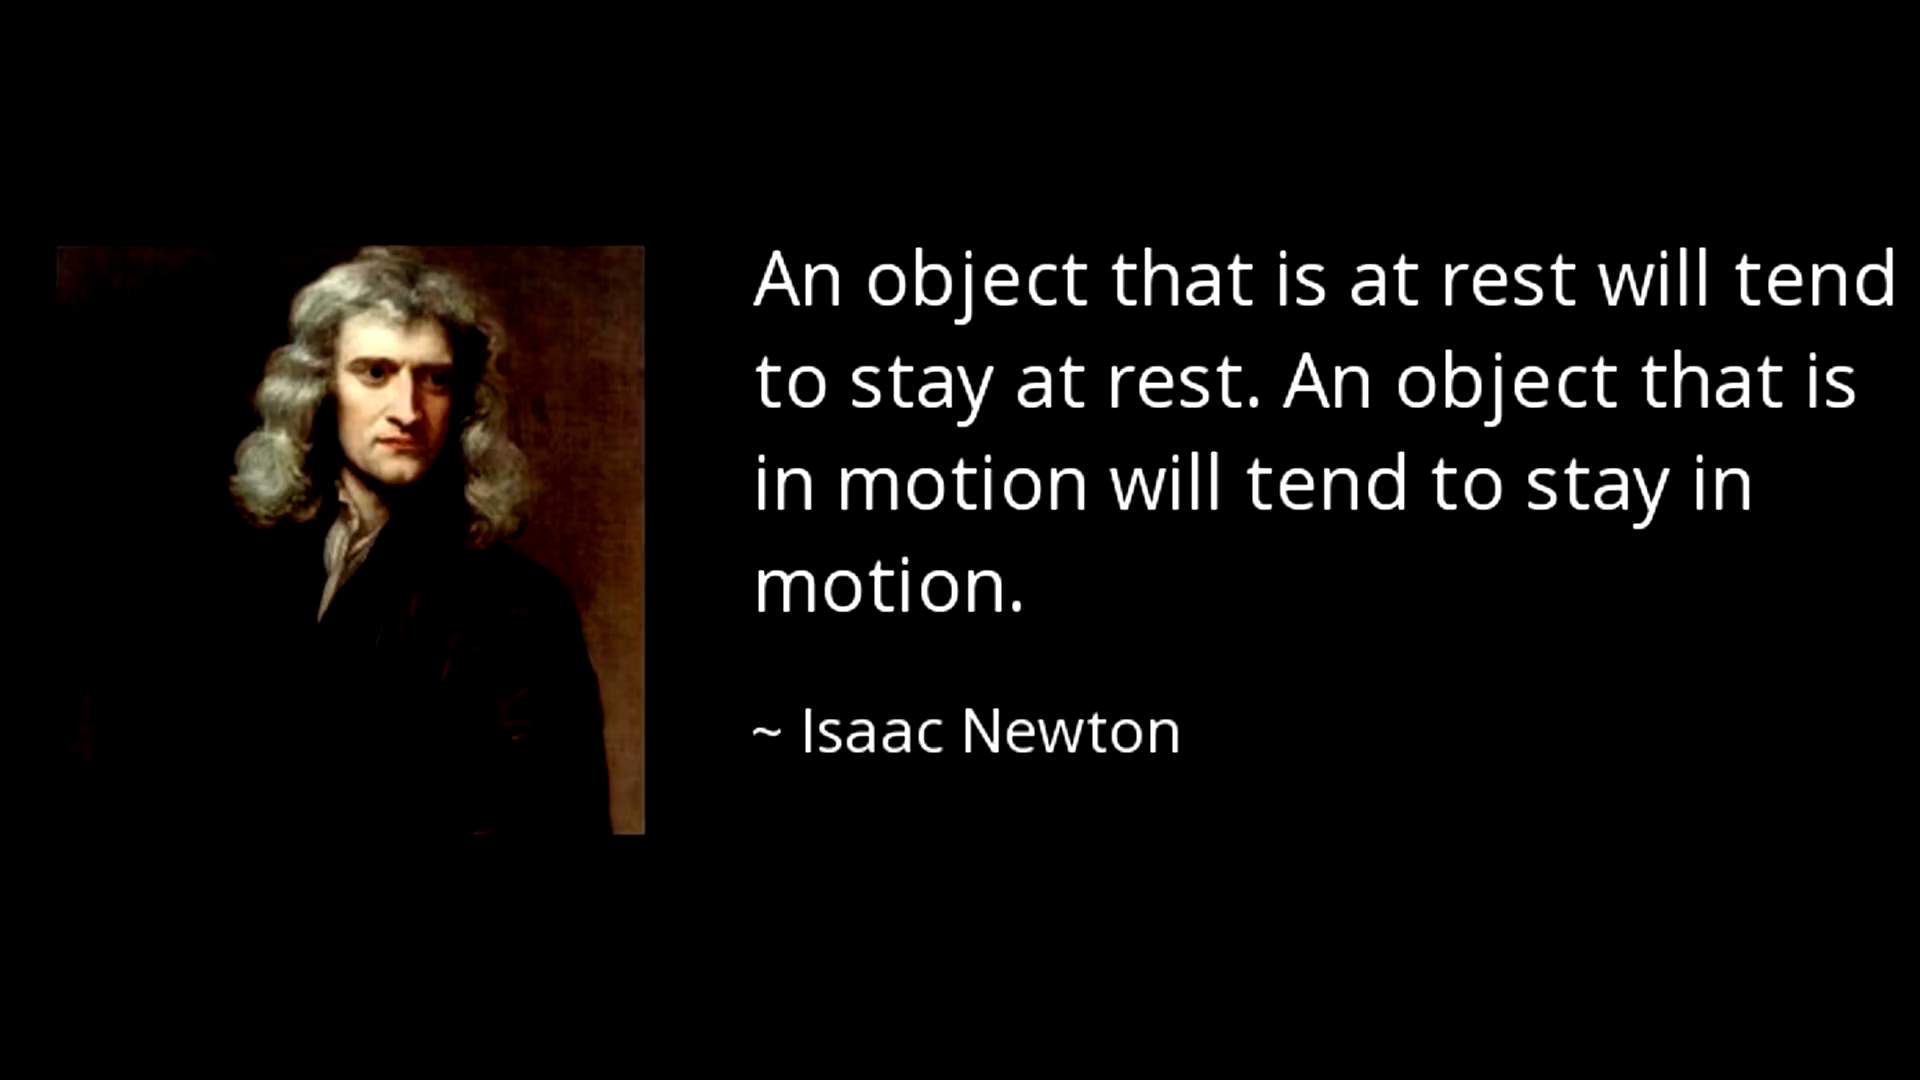 An object that is at rest will tend
to stay at rest. An object that is
in motion will tend to stay in
motion.
~ Isaac Newton